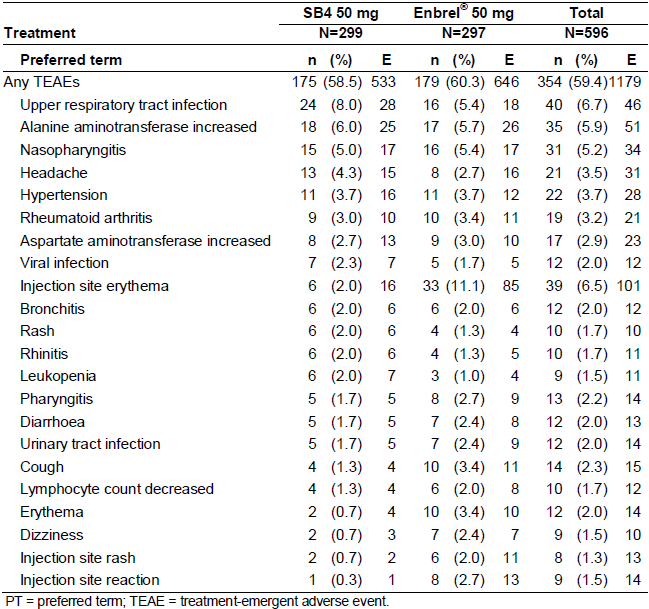 SB4 50 mg Enbrel® 50 mg Total
Treatment N=299 N=297 N=596
Preferred term n (%) E n (%) E n (%) E
Any TEAEs 175 (58.5) 533 179 (60.3) 646 354 (59.4) 1179
Upper respiratory tract infection 24 (8.0) 28 16 (5.4) 18 40 (6.7) 46
Alanine aminotransferase increased 18 (6.0) 25 17 (5.7) 26 35 (5.9) 51
Nasopharyngitis 15 (5.0) 17 16 (5.4) 17 31 (5.2) 34
Headache 13 (4.3) 15 8 (2.7) 16 21 (3.5) 31
Hypertension 11 (3.7) 16 11 (3.7) 12 22 (3.7) 28
Rheumatoid arthritis 9 (3.0) 10 10 (3.4) 11 19 (3.2) 21
Aspartate aminotransferase increased 8 (2.7) 13 9 (3.0) 10 17 (2.9) 23
Viral infection 7 (2.3) 7 5 (1.7) 5 12 (2.0) 12
Injection site erythema 6 (2.0) 16 33 (11.1) 85 39 (6.5) 101
Bronchitis 6 (2.0) 6 6 (2.0) 6 12 (2.0) 12
Rash 6 (2.0) 6 4 (1.3) 4 10 (1.7) 10
Rhinitis 6 (2.0) 6 4 (1.3) 5 10 (1.7) 11
Leukopenia 6 (2.0) 7 3 (1.0) 4 9 (1.5) 11
Pharyngitis 5 (1.7) 5 8 (2.7) 9 13 (2.2) 14
Diarrhoea 5 (1.7) 5 7 (2.4) 8 12 (2.0) 13
Urinary tract infection 5 (1.7) 5 7 (2.4) 9 12 (2.0) 14
Cough 4 (1.3) 4 10 (3.4) 11 14 (2.3) 15
Lymphocyte count decreased 4 (1.3) 4 6 (2.0) 8 10 (1.7) 12
Erythema 2 (0.7) 4 10 (3.4) 10 12 (2.0) 14
Dizziness 2 (0.7) 3 7 (2.4) 7 9 (1.5) 10
Injection site rash 2 (0.7) 2 6 (2.0) 11 8 (1.3) 13
Injection site reaction 1 (0.3) 1 8 (2.7) 13 9 (1.5) 14
PT = preferred term; TEAE = treatment-emergent adverse event.